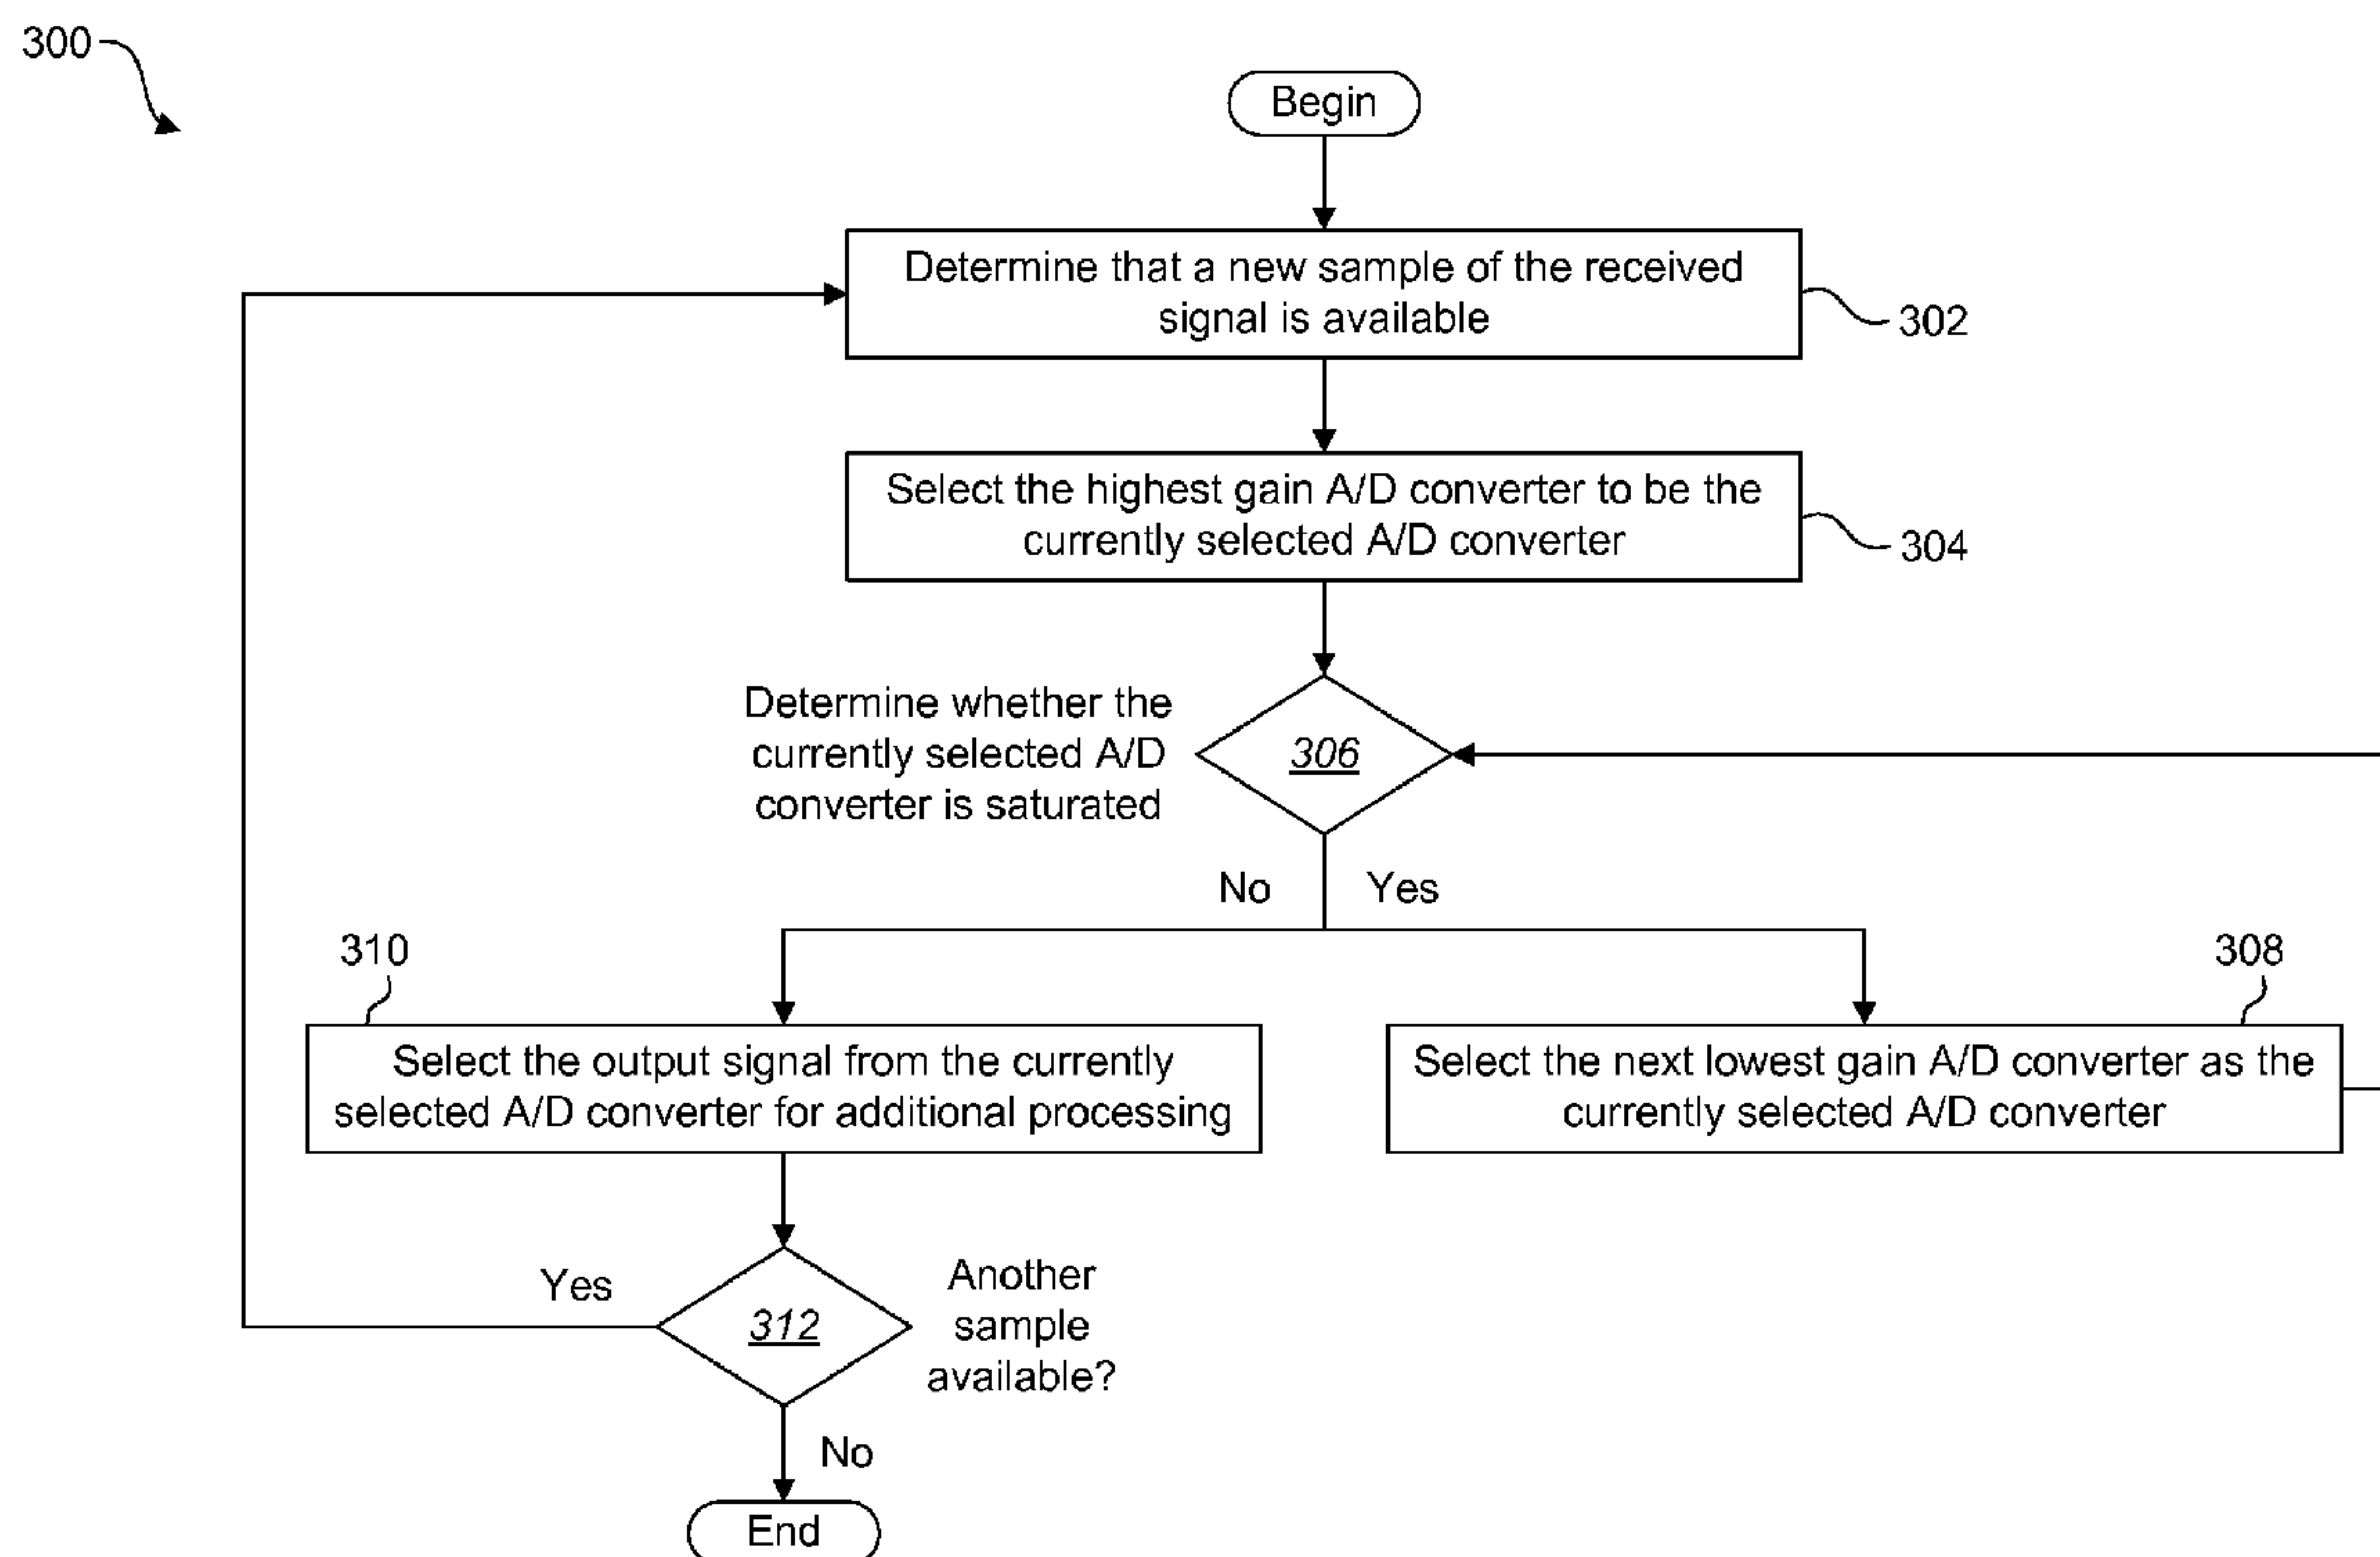 300
Begin
Determine that a new sample of the received
signal is available
302
Select the highest gain A/D converter to be the
currently selected A/D converter
304
Determine whether the
currently selected A/D
converter is saturated
306
No
Yes
310
Select the output signal from the currently
selected A/D converter for additional processing
308
Select the next lowest gain A/D converter as the
currently selected A/D converter
Yes
312
Another
sample
available?
No
End